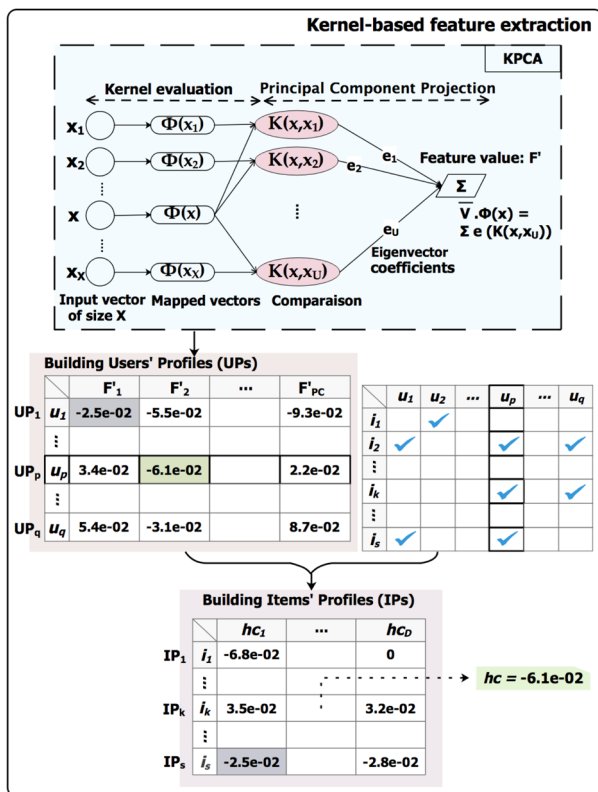 Kernel-based feature extraction
KPCA
Kernel evaluation Principal Component Projection
x1 Φ(x1) K(x,x1)
x2 Φ(x2) K(x,x2)
e1
e2
Feature value: F'
Σ
x Φ(x)
V .Φ(x) =
Σ e (K(x,xU))
eU
Eigenvector
coefficients
xX Φ(xX) K(x,xU)
Input vector Mapped vectors Comparaison
of size X
Building Users' Profiles (UPs)
F'1 F'2 ... F'PC
UP1 u1 -2.5e-02 -5.5e-02 -9.3e-02
UPp up 3.4e-02 -6.1e-02 2.2e-02
UPq uq 5.4e-02 -3.1e-02 8.7e-02
u1 u2 ... up ... uq
i1
i2
ik
is
Building Items' Profiles (IPs)
hc1 ... hcD
IP1 i1 -6.8e-02 0
hc = -6.1e-02
IPk ik 3.5e-02 3.2e-02
IPs is -2.5e-02 -2.8e-02